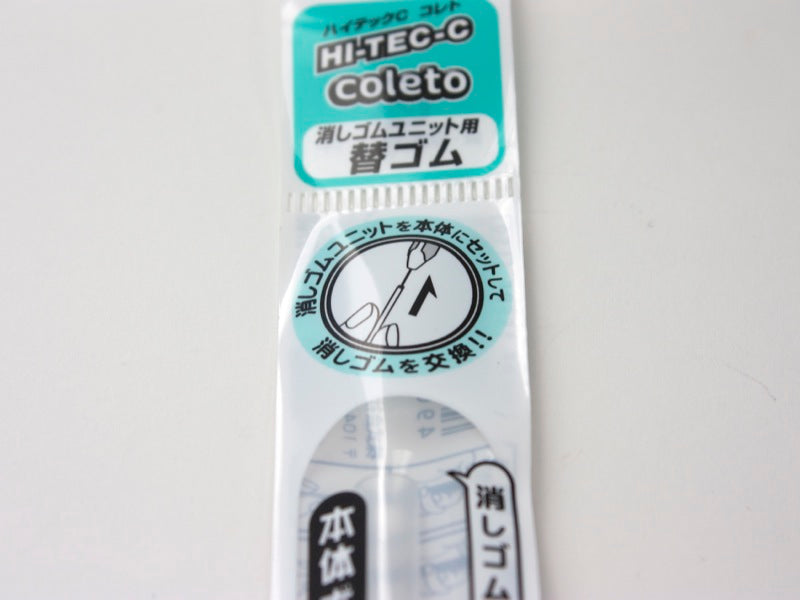 ハイテックC コレト
HI-TEC-C
coleto
消しゴムユニット用
替ゴム
消しゴムユニットを本体にセットして
消しゴムを交換!!
本体
消しゴム